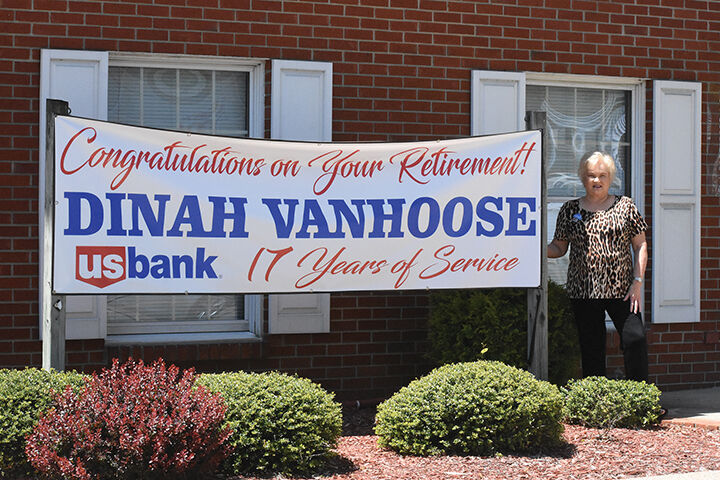 Congratulations on Your Retirement!
DINAH VANHOOSE
usbank 17 Years of Service